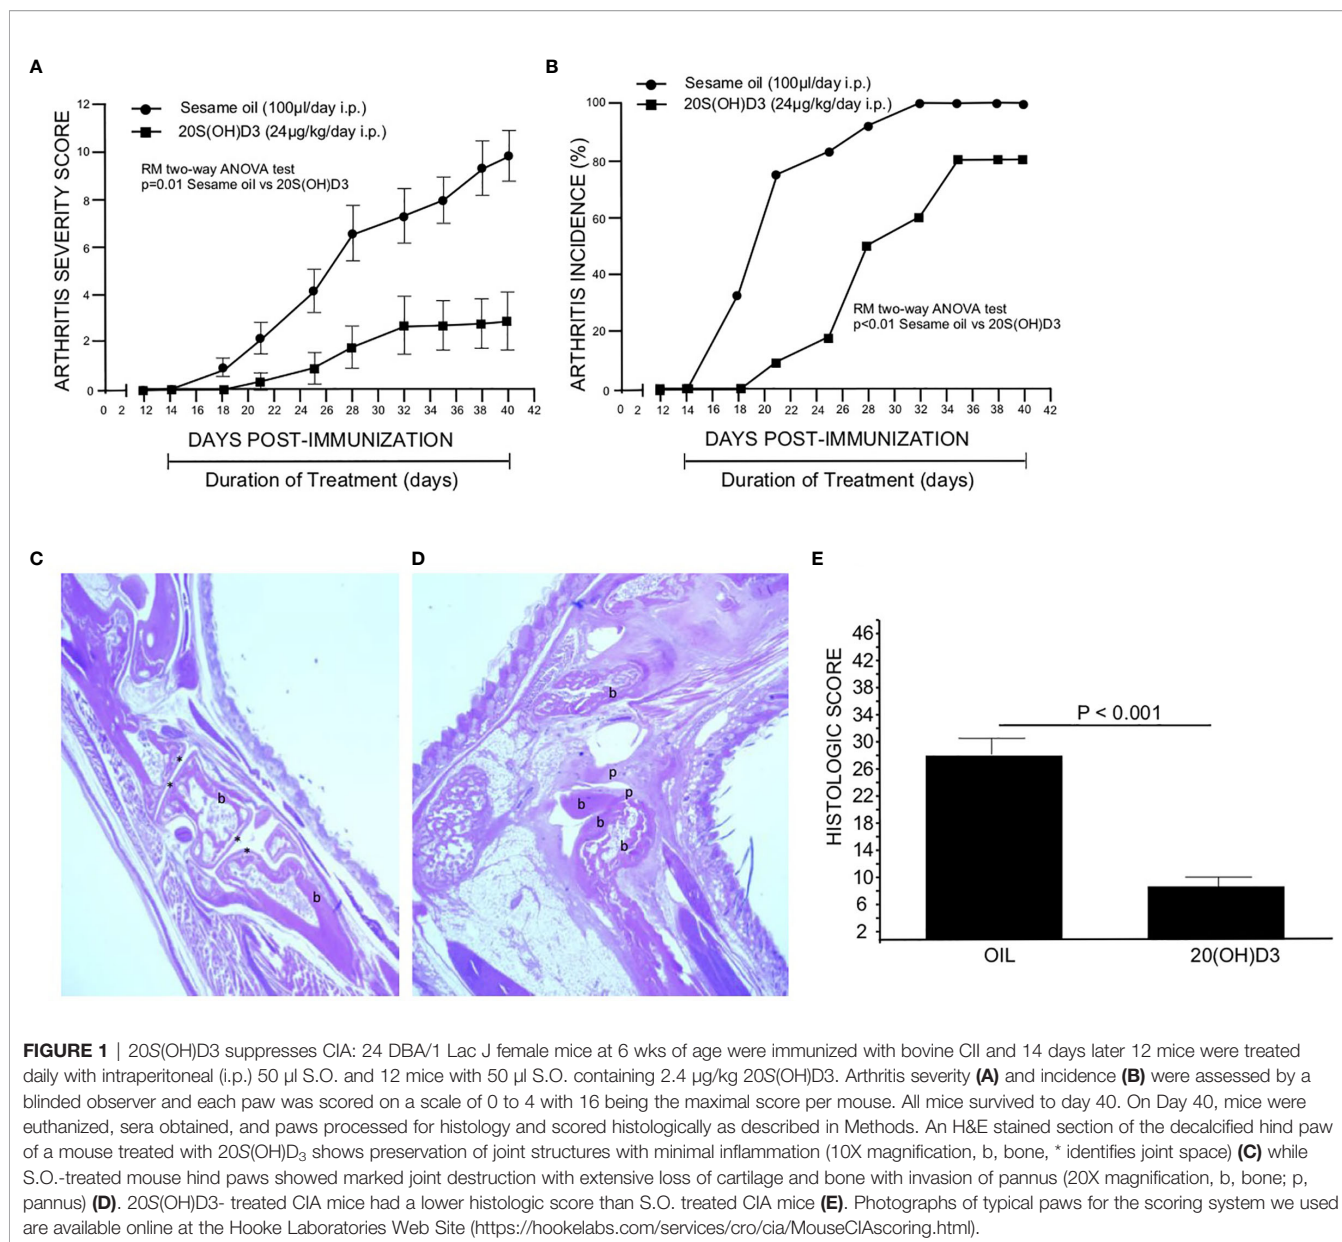 A
Sesame oil (100µl/day i.p.)
20S(OH)D3 (24µg/kg/day i.p.)
RM two-way ANOVA test
p=0.01 Sesame oil vs 20S(OH)D3
ARTHRITIS SEVERITY SCORE
12
10
8
6
4
2
0
0 2 12 14 16 18 20 22 24 26 28 30 32 34 36 38 40 42
DAYS POST-IMMUNIZATION
Duration of Treatment (days)
B
Sesame oil (100µl/day i.p.)
20S(OH)D3 (24µg/kg/day i.p.)
ARTHRITIS INCIDENCE (%)
100
80
60
40
20
0
RM two-way ANOVA test
p<0.01 Sesame oil vs 20S(OH)D3
0 2 12 14 16 18 20 22 24 26 28 30 32 34 36 38 40 42
DAYS POST-IMMUNIZATION
Duration of Treatment (days)
C
*
*
b
*
*
b
D
b
p
p
b
b
b
E
HISTOLOGIC SCORE
46
42
38
34
30
26
22
18
14
10
6
2
P < 0.001
OIL 20(OH)D3
FIGURE 1 | 20S(OH)D3 suppresses CIA: 24 DBA/1 Lac J female mice at 6 wks of age were immunized with bovine CII and 14 days later 12 mice were treated
daily with intraperitoneal (i.p.) 50 µl S.O. and 12 mice with 50 µl S.O. containing 2.4 µg/kg 20S(OH)D3. Arthritis severity (A) and incidence (B) were assessed by a
blinded observer and each paw was scored on a scale of 0 to 4 with 16 being the maximal score per mouse. All mice survived to day 40. On Day 40, mice were
euthanized, sera obtained, and paws processed for histology and scored histologically as described in Methods. An H&E stained section of the decalcified hind paw
of a mouse treated with 20S(OH)D₃ shows preservation of joint structures with minimal inflammation (10X magnification, b, bone, * identifies joint space) (C) while
S.O.-treated mouse hind paws showed marked joint destruction with extensive loss of cartilage and bone with invasion of pannus (20X magnification, b, bone; p,
pannus) (D). 20S(OH)D3- treated CIA mice had a lower histologic score than S.O. treated CIA mice (E). Photographs of typical paws for the scoring system we used
are available online at the Hooke Laboratories Web Site (https://hookelabs.com/services/cro/cia/MouseCIAscoring.html).